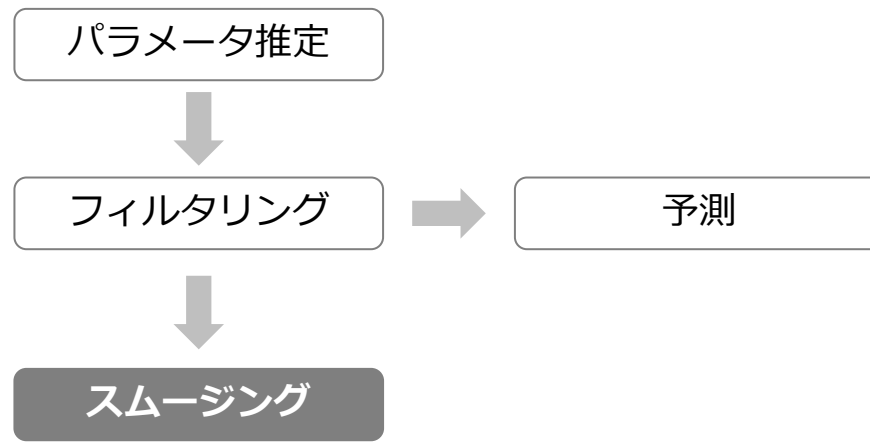 パラメータ推定
フィルタリング
予測
スムージング